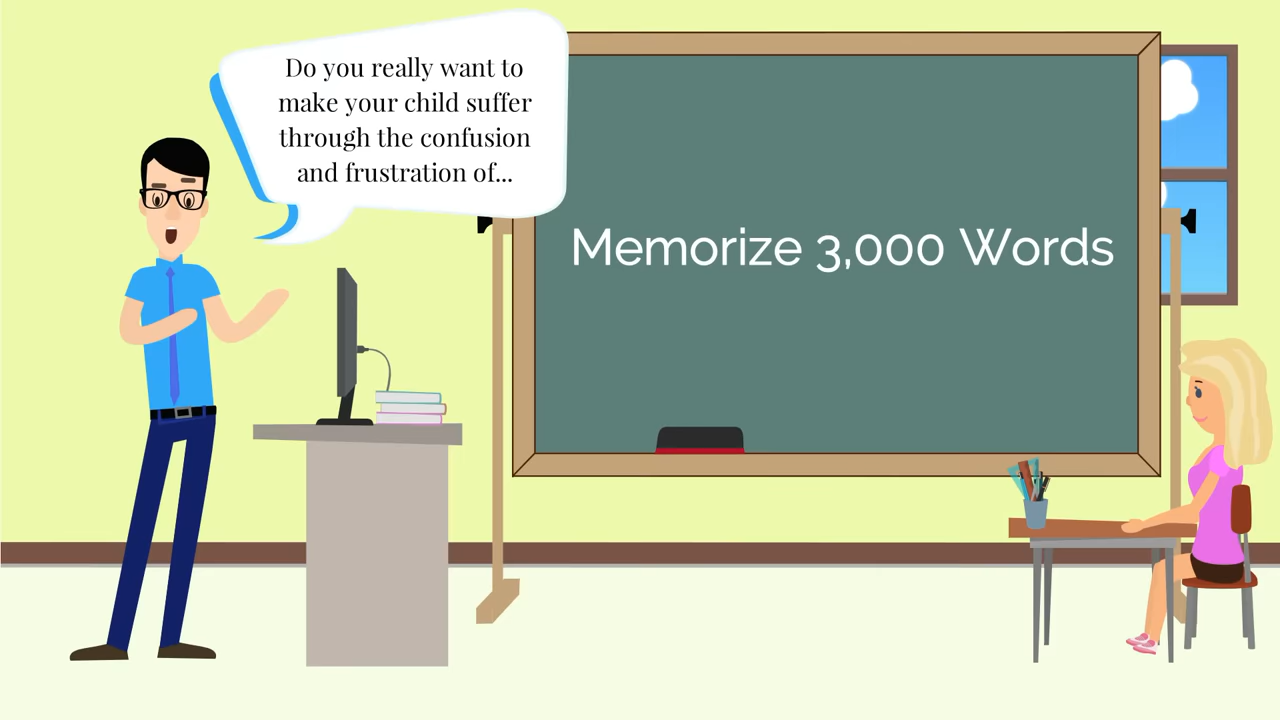 Do you really want to
make your child suffer
through the confusion
and frustration of...
Memorize 3,000 Words